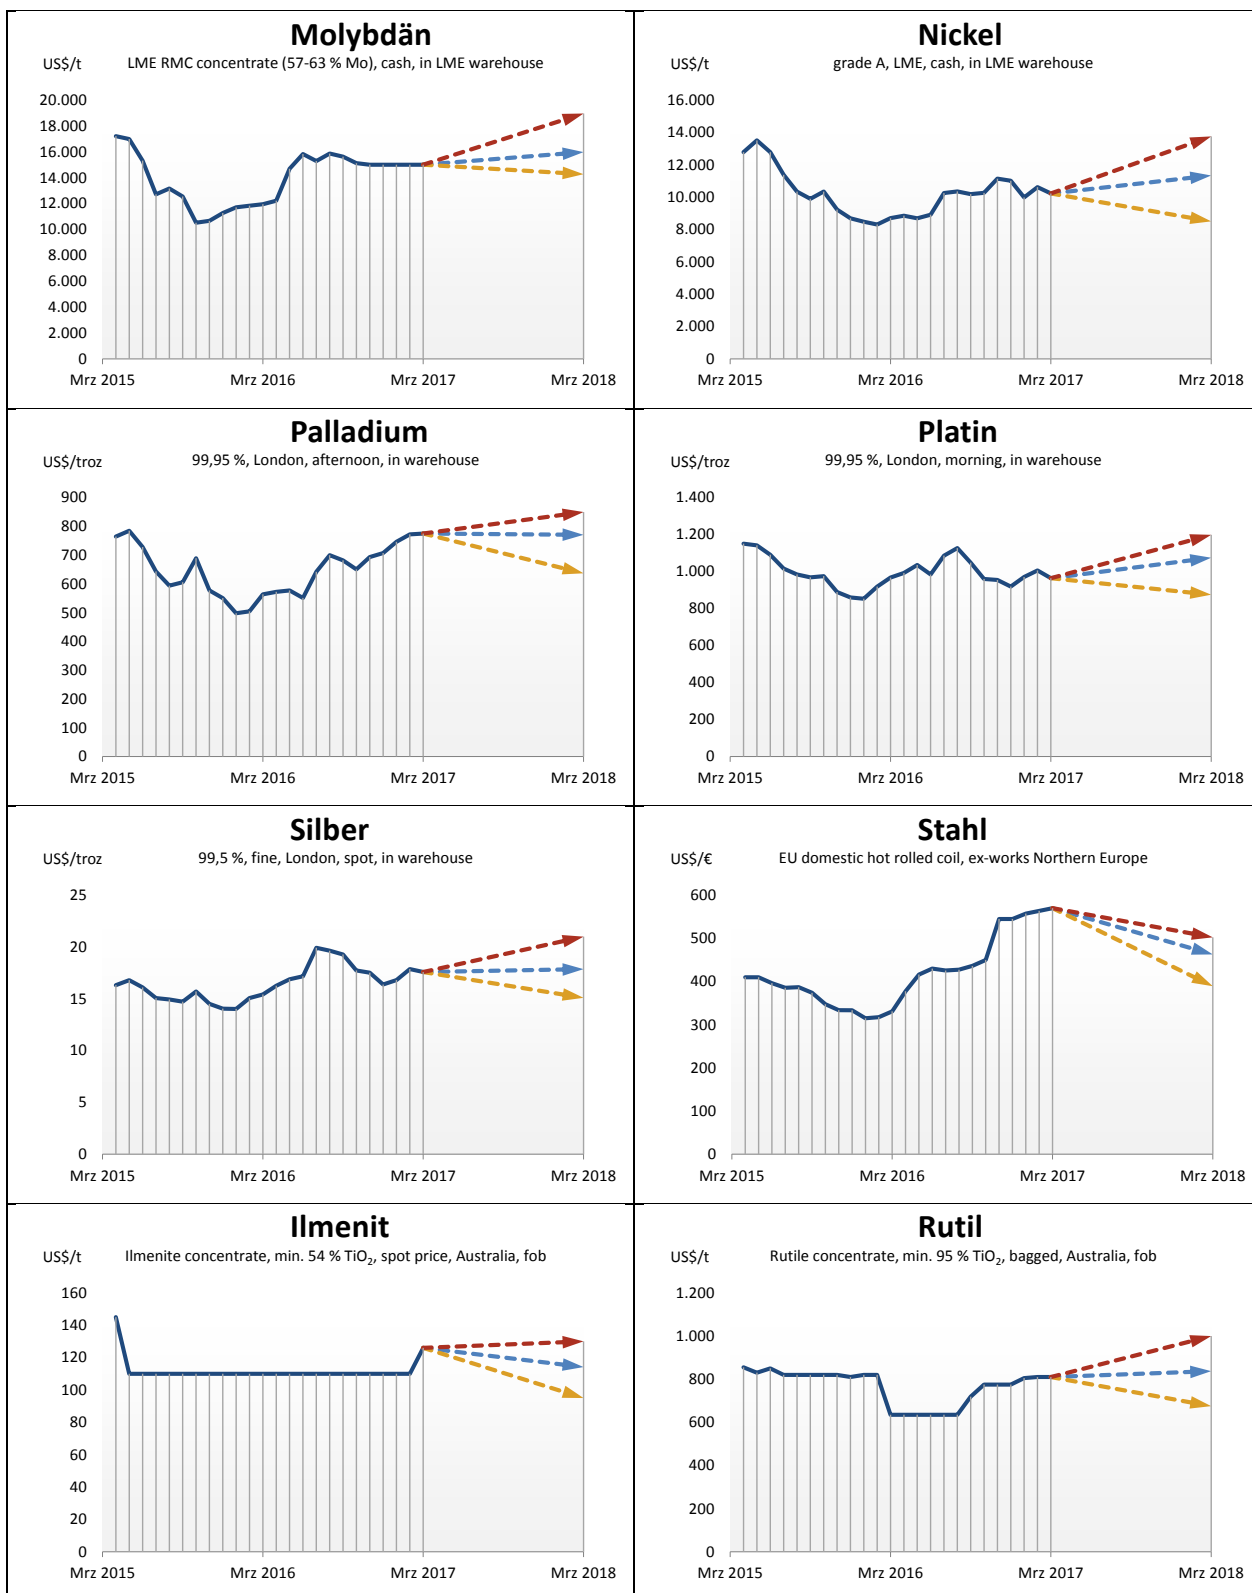 Molybdän
US$/t
LME RMC concentrate (57-63 % Mo), cash, in LME warehouse
20.000
18.000
16.000
14.000
12.000
10.000
8.000
6.000
4.000
2.000
0
Mrz 2015 Mrz 2016 Mrz 2017 Mrz 2018
Nickel
US$/t
grade A, LME, cash, in LME warehouse
16.000
14.000
12.000
10.000
8.000
6.000
4.000
2.000
0
Mrz 2015 Mrz 2016 Mrz 2017 Mrz 2018
Palladium
US$/troz
99,95 %, London, afternoon, in warehouse
900
800
700
600
500
400
300
200
100
0
Mrz 2015 Mrz 2016 Mrz 2017 Mrz 2018
Platin
US$/troz
99,95 %, London, morning, in warehouse
1.400
1.200
1.000
800
600
400
200
0
Mrz 2015 Mrz 2016 Mrz 2017 Mrz 2018
Silber
US$/troz
99,5 %, fine, London, spot, in warehouse
25
20
15
10
5
0
Mrz 2015 Mrz 2016 Mrz 2017 Mrz 2018
Stahl
US$/€
EU domestic hot rolled coil, ex-works Northern Europe
600
500
400
300
200
100
0
Mrz 2015 Mrz 2016 Mrz 2017 Mrz 2018
Ilmenit
US$/t
Ilmenite concentrate, min. 54 % TiO₂, spot price, Australia, fob
160
140
120
100
80
60
40
20
0
Mrz 2015 Mrz 2016 Mrz 2017 Mrz 2018
Rutil
US$/t
Rutile concentrate, min. 95 % TiO₂, bagged, Australia, fob
1.200
1.000
800
600
400
200
0
Mrz 2015 Mrz 2016 Mrz 2017 Mrz 2018